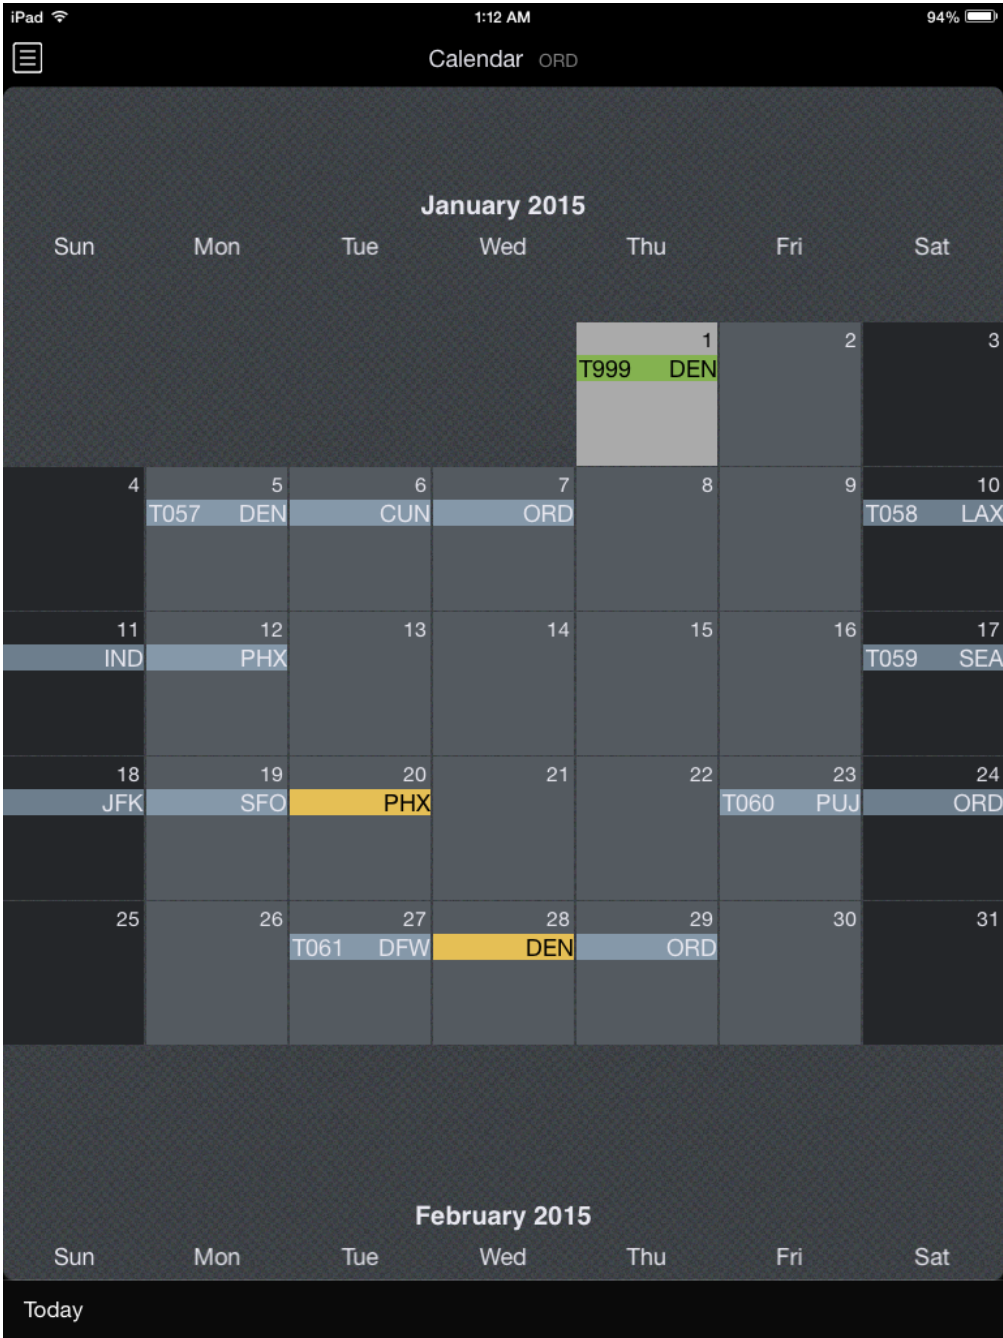 iPad 1:12 AM 94%
Calendar ORD
January 2015
Sun Mon Tue Wed Thu Fri Sat
1 2 3
T999 DEN
4 5 6 7 8 9 10
T057 DEN CUN ORD T058 LAX
11 12 13 14 15 16 17
IND PHX T059 SEA
18 19 20 21 22 23 24
JFK SFO PHX T060 PUJ ORD
25 26 27 28 29 30 31
T061 DFW DEN ORD
February 2015
Sun Mon Tue Wed Thu Fri Sat
Today